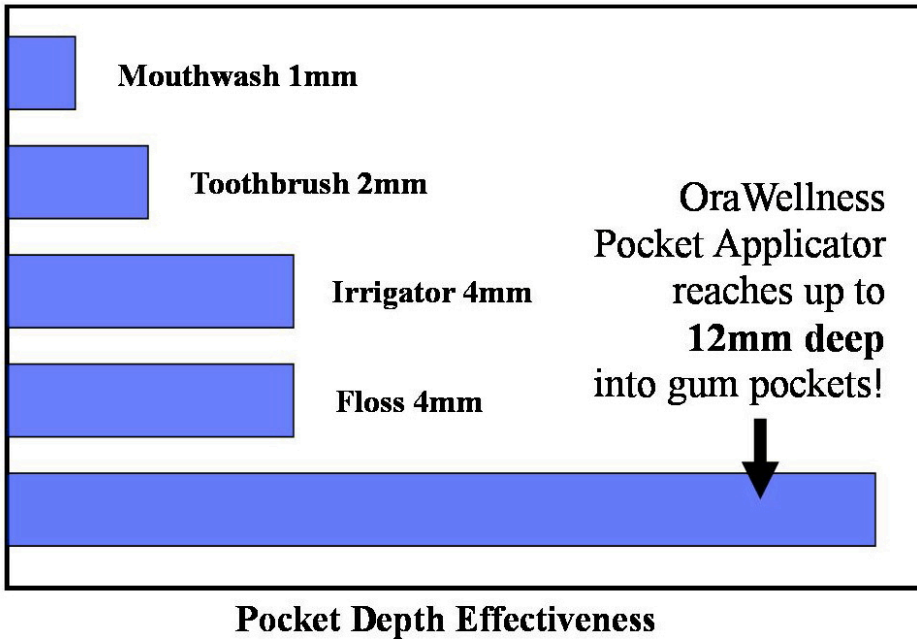 Mouthwash 1mm
Toothbrush 2mm
OraWellness
Pocket Applicator
reaches up to
12mm deep
into gum pockets!
Irrigator 4mm
Floss 4mm
Pocket Depth Effectiveness